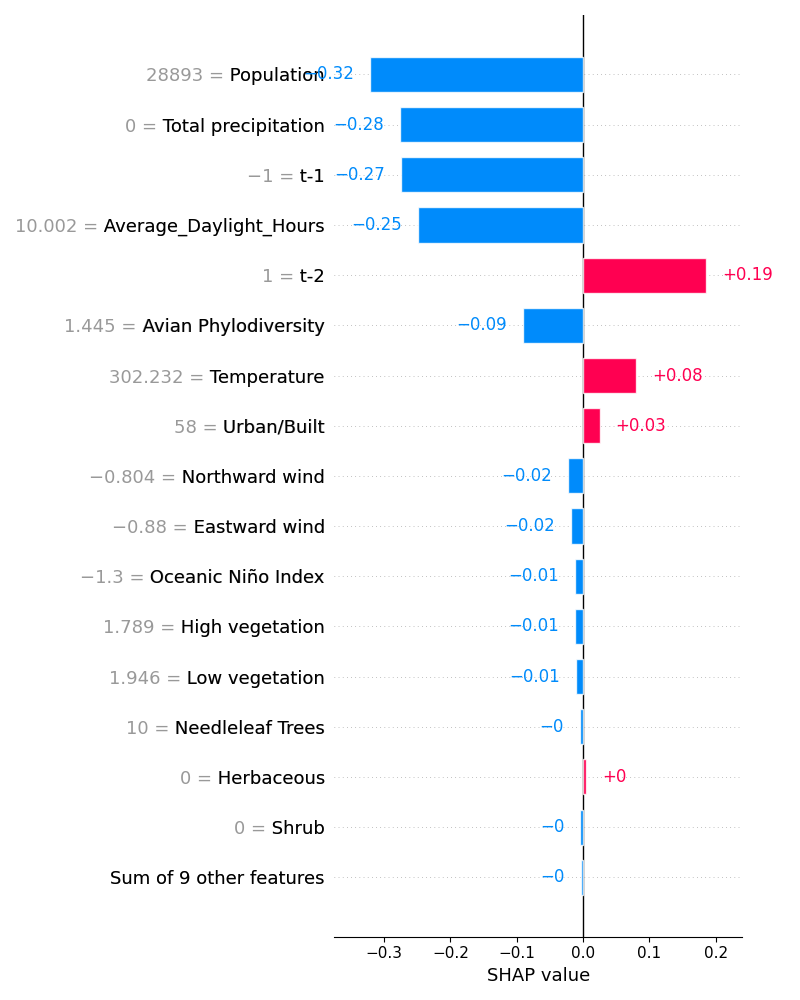 28893 = Population −0.32
0 = Total precipitation −0.28
−1 = t-1 −0.27
10.002 = Average_Daylight_Hours −0.25
1 = t-2 +0.19
1.445 = Avian Phylodiversity −0.09
302.232 = Temperature +0.08
58 = Urban/Built +0.03
−0.804 = Northward wind −0.02
−0.88 = Eastward wind −0.02
−1.3 = Oceanic Niño Index −0.01
1.789 = High vegetation −0.01
1.946 = Low vegetation −0.01
10 = Needleleaf Trees −0
0 = Herbaceous +0
0 = Shrub −0
Sum of 9 other features −0
−0.3 −0.2 −0.1 0.0 0.1 0.2
SHAP value